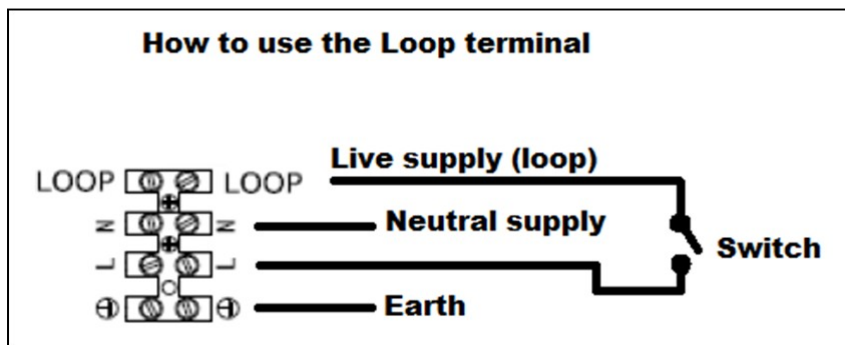 How to use the Loop terminal
Live supply (loop)
LOOP LOOP
N N Neutral supply
L L Switch
Earth